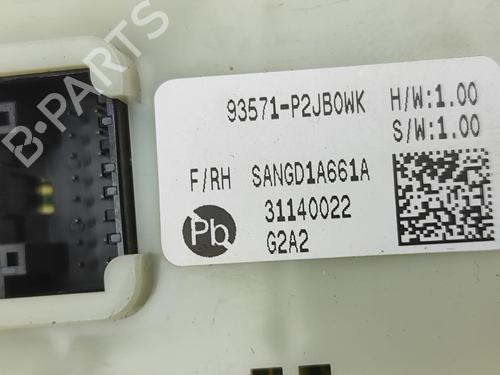 93571-P2JB0WK H/W:1.00
S/W:1.00
F/RH SANGD1A661A
31140022
Pb
G2A2
B-PARTS